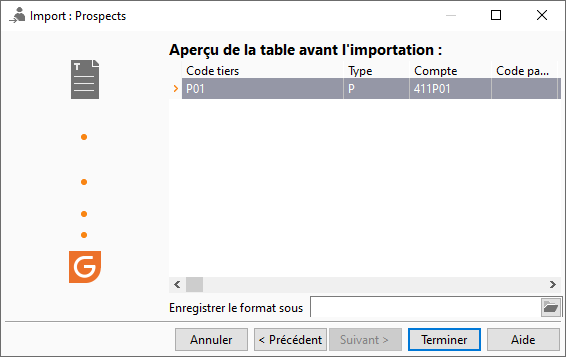 Import : Prospects
Aperçu de la table avant l'importation :
Code tiers Type Compte Code pa...
P01 P 411P01
T
G
Enregistrer le format sous
Annuler < Précédent Suivant > Terminer Aide